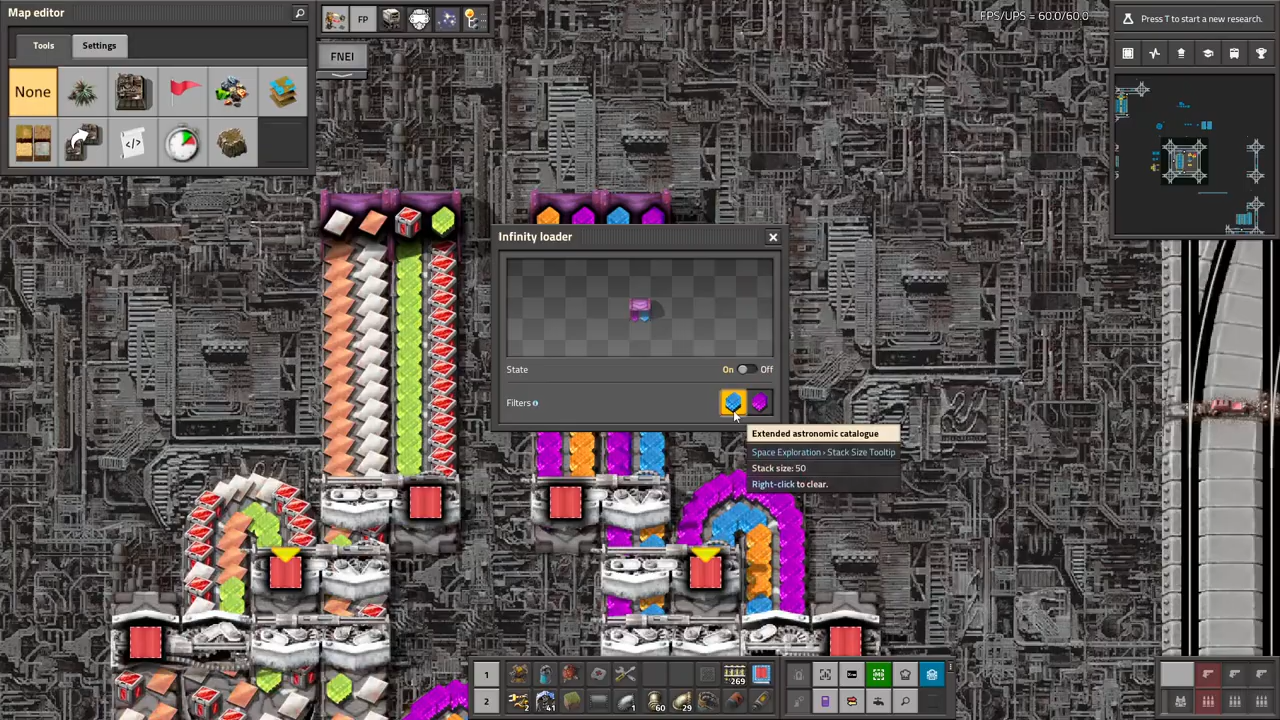 Map editor
FP
FPS/UPS = 60.0/60.0
Press T to start a new research.
Tools
Settings
FNEI
None
</>
Infinity loader
State
On
Off
Filters
Extended astronomic catalogue
Space Exploration › Stack Size Tooltip
Stack size: 50
Right-click to clear.
1
269
2
41
1
60
29